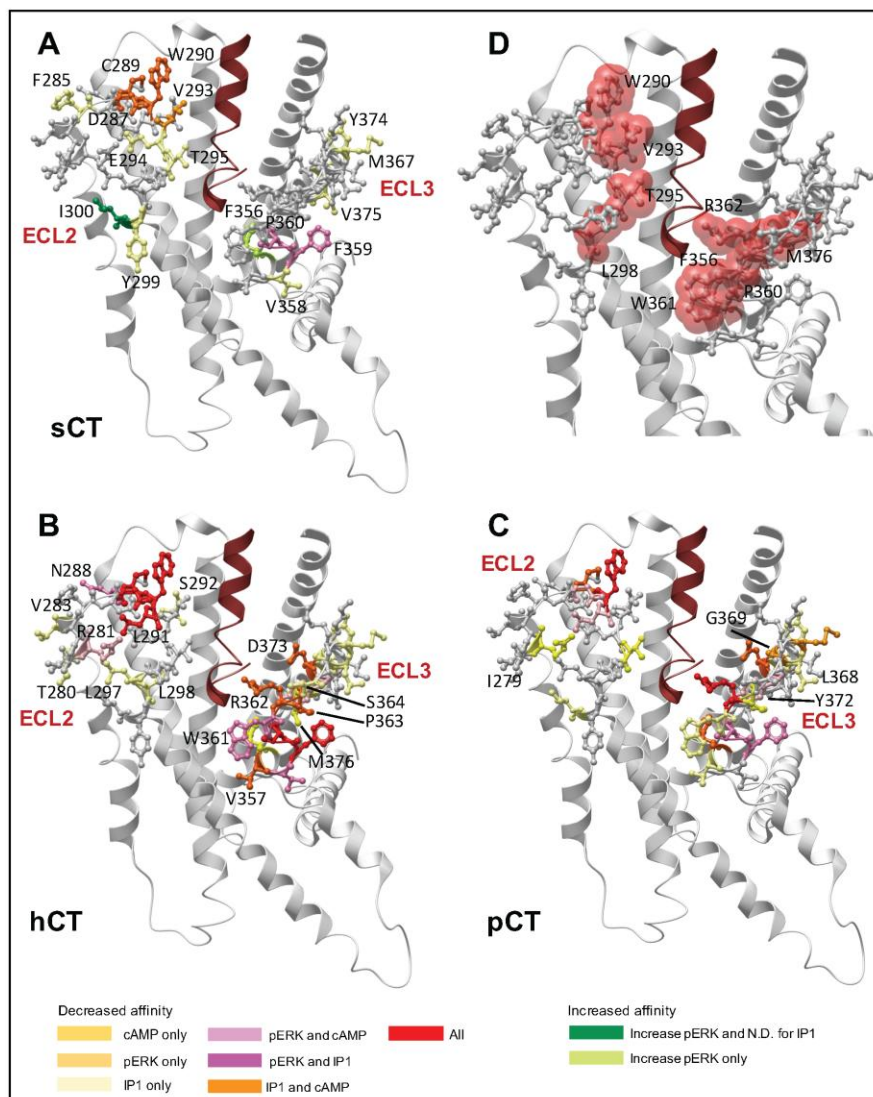 A
W290
C289
F285
V293
D287
Y374
E294
T295
M367
ECL3
I300
F356
P360
V375
ECL2
F359
Y299
V358
sCT
D
W290
V293
T295
R362
F356
M376
L298
P360
W361
B
N288
S292
V283
R281
L291
D373
ECL3
T280
L297
L298
R362
S364
ECL2
P363
W361
M376
V357
hCT
C
ECL2
G369
I279
L368
Y372
ECL3
pCT
Decreased affinity
cAMP only
pERK and cAMP
All
pERK only
pERK and IP1
IP1 only
IP1 and cAMP
Increased affinity
Increase pERK and N.D. for IP1
Increase pERK only